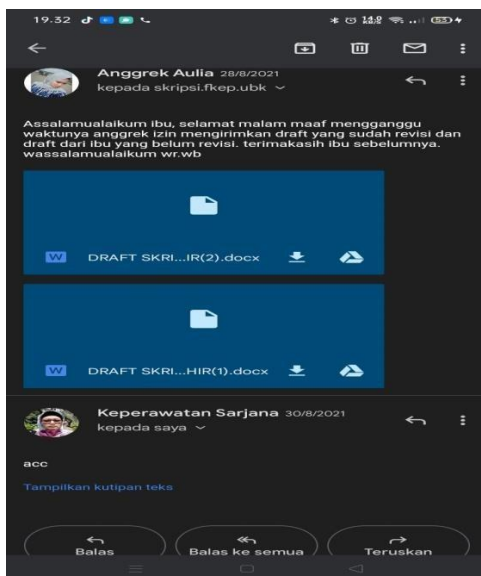 19.32
53
Anggrek Aulia 28/8/2021
kepada skripsi.fkep.ubk
Assalamualaikum ibu, selamat malam maaf mengganggu
waktunya anggrek izin mengirimkan draft yang sudah revisi dan
draft dari ibu yang belum revisi. terimakasih ibu sebelumnya.
wassalamualaikum wr.wb
W DRAFT SKRI...IR(2).docx
W DRAFT SKRI...HIR(1).docx
Keperawatan Sarjana 30/8/2021
kepada saya
acc
Tampilkan kutipan teks
Balas Balas ke semua Teruskan